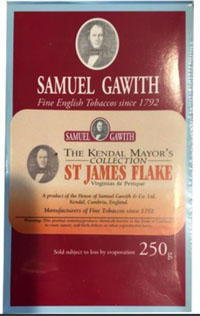 SAMUEL GAWITH
Fine English Tobaccos since 1792
SAMUEL GAWITH
THE KENDAL MAYOR'S
COLLECTION
ST JAMES FLAKE
Virginias & Perique
A product of the House of Samuel Gawith & Co. Ltd.
Kendal, Cumbria, England.
Manufacturers of Fine Tobaccos since 1792
Sold subject to loss by evaporation 250g